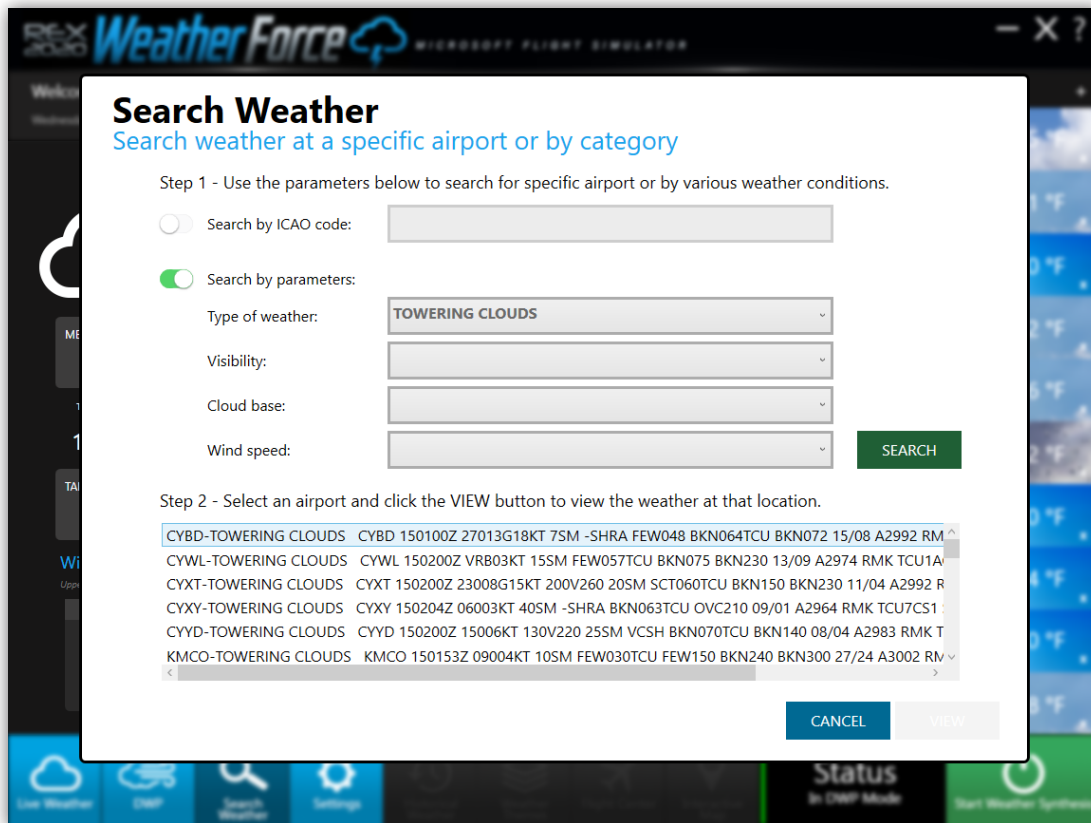 REX 2020 Weather Force MICROSOFT FLIGHT SIMULATOR
Search Weather
Search weather at a specific airport or by category
Step 1 - Use the parameters below to search for specific airport or by various weather conditions.
Search by ICAO code:
Search by parameters:
Type of weather: TOWERING CLOUDS
Visibility:
Cloud base:
Wind speed:
SEARCH
Step 2 - Select an airport and click the VIEW button to view the weather at that location.
CYBD-TOWERING CLOUDS CYBD 150100Z 27013G18KT 7SM -SHRA FEW048 BKN064TCU BKN072 15/08 A2992 RM
CYWL-TOWERING CLOUDS CYWL 150200Z VRB03KT 15SM FEW057TCU BKN075 BKN230 13/09 A2974 RMK TCU1A
CYXT-TOWERING CLOUDS CYXT 150200Z 23008G15KT 200V260 20SM SCT060TCU BKN150 BKN230 11/04 A2992 R
CYXY-TOWERING CLOUDS CYXY 150204Z 06003KT 40SM -SHRA BKN063TCU OVC210 09/01 A2964 RMK TCU7CS1
CYYD-TOWERING CLOUDS CYYD 150200Z 15006KT 130V220 25SM VCSH BKN070TCU BKN140 08/04 A2983 RMK T
KMCO-TOWERING CLOUDS KMCO 150153Z 09004KT 10SM FEW030TCU FEW150 BKN240 BKN300 27/24 A3002 RM
CANCEL
VIEW
Live Weather
DWP
Search Weather
Settings
Status
In DWP Mode